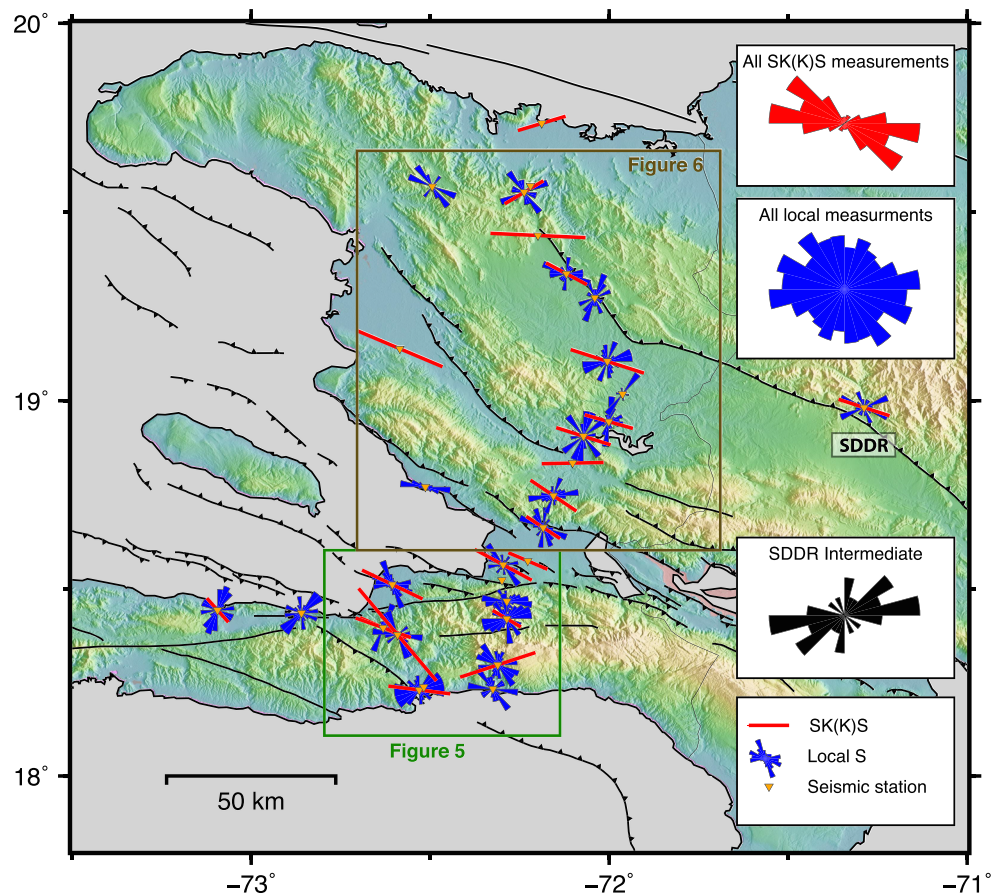 20°
All SK(K)S measurements
Figure 6
All local measurments
19°
SDDR
SDDR Intermediate
SK(K)S
Local S
Seismic station
Figure 5
18°
50 km
−73°
−72°
−71°